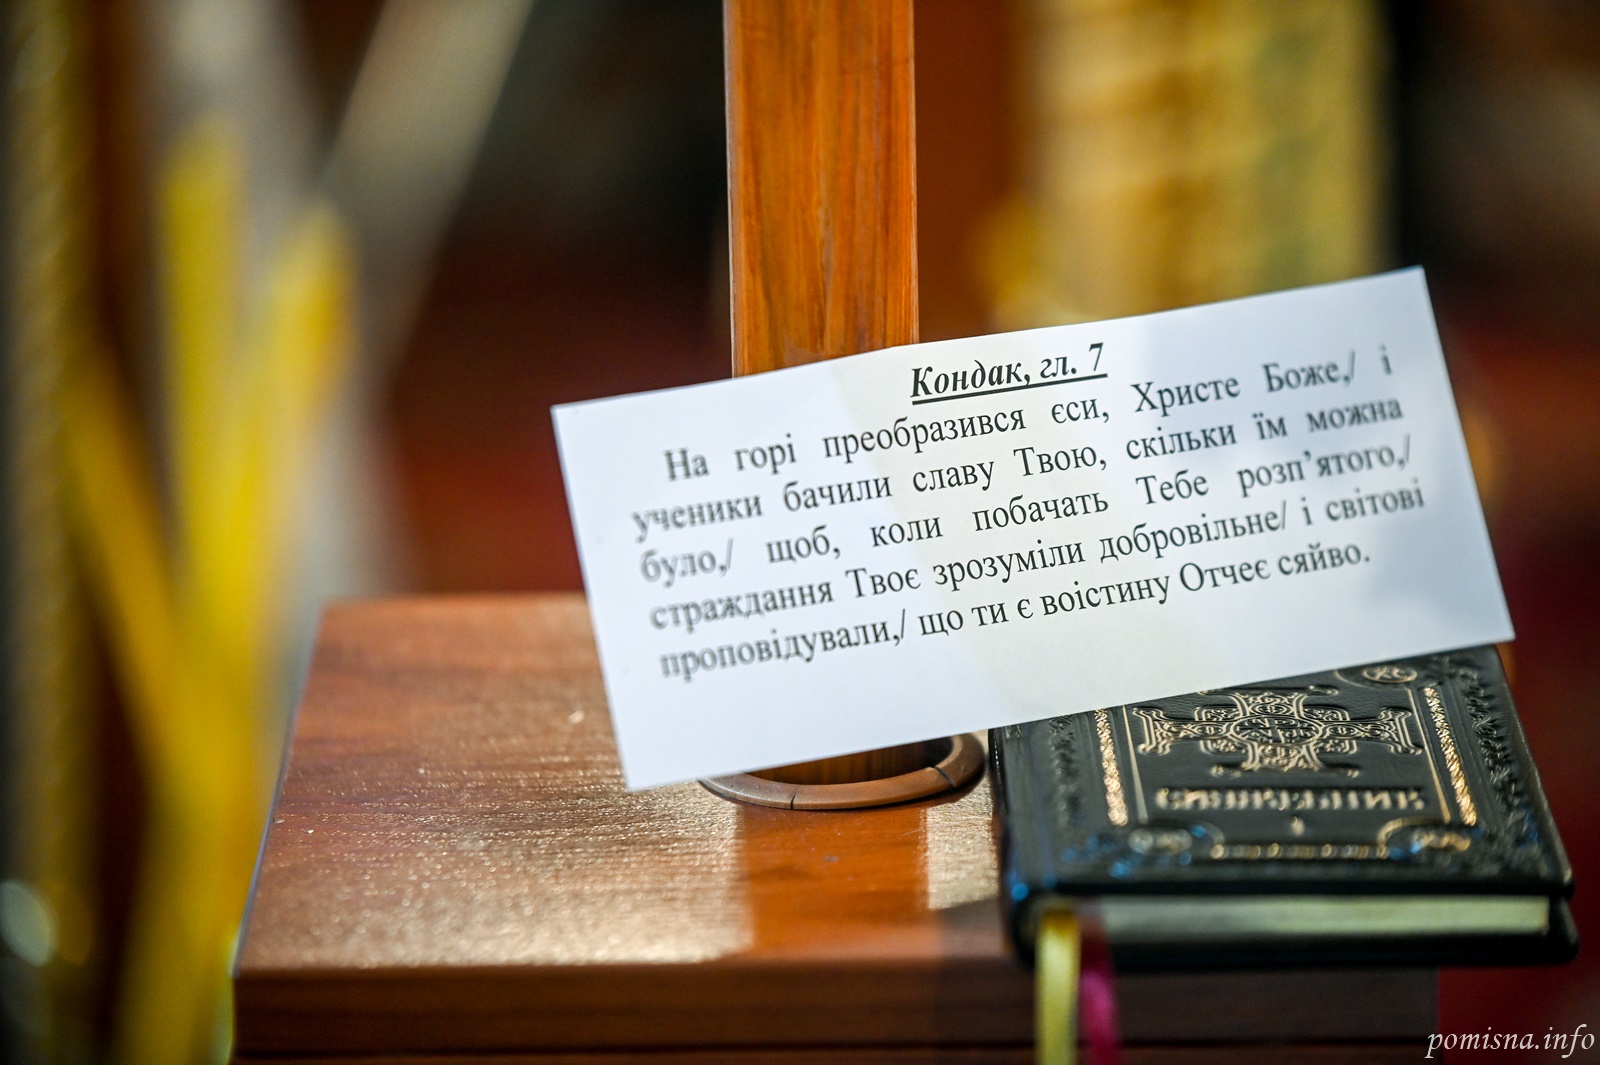 Кондак, гл. 7
На горі преобразився єси, Христе Боже,/ і
ученики бачили славу Твою, скільки їм можна
було,/ щоб, коли побачать Тебе розп’ятого,/
страждання Твоє зрозуміли добровільне/ і світові
проповідували,/ що ти є воістину Отчеє сяйво.
pomisna.info